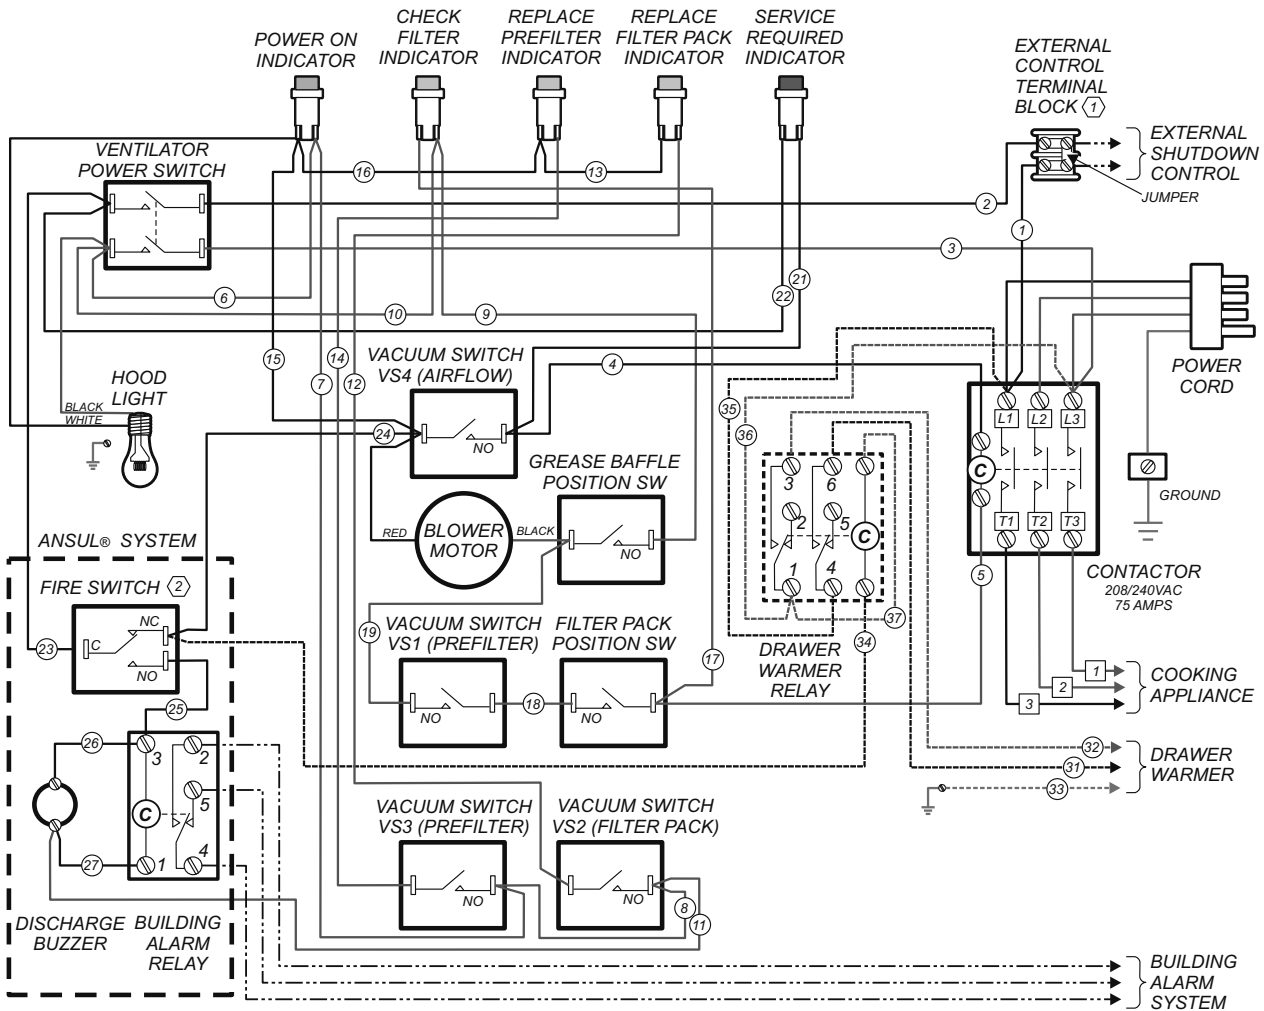 POWER ON
INDICATOR
CHECK
FILTER
INDICATOR
REPLACE
PREFILTER
INDICATOR
REPLACE
FILTER PACK
INDICATOR
SERVICE
REQUIRED
INDICATOR
EXTERNAL
CONTROL
TERMINAL
BLOCK 1
EXTERNAL
SHUTDOWN
CONTROL
JUMPER
VENTILATOR
POWER SWITCH
16
13
2
1
3
6
10
9
22
21
15
7
14
12
4
VACUUM SWITCH
VS4 (AIRFLOW)
NO
24
HOOD
LIGHT
BLACK
WHITE
POWER
CORD
GROUND
35
36
L1
L2
L3
C
T1
T2
T3
5
CONTACTOR
208/240VAC
75 AMPS
GREASE BAFFLE
POSITION SW
NO
RED
BLOWER
MOTOR
BLACK
3
6
2
5
C
1
4
37
34
DRAWER
WARMER
RELAY
ANSUL® SYSTEM
FIRE SWITCH 2
NC
C
NO
23
25
19
VACUUM SWITCH
VS1 (PREFILTER)
NO
18
FILTER PACK
POSITION SW
NO
17
1
2
3
COOKING
APPLIANCE
32
31
33
DRAWER
WARMER
26
27
3
2
5
C
1
4
DISCHARGE
BUZZER
BUILDING
ALARM
RELAY
VACUUM SWITCH
VS3 (PREFILTER)
NO
VACUUM SWITCH
VS2 (FILTER PACK)
NO
8
11
BUILDING
ALARM
SYSTEM